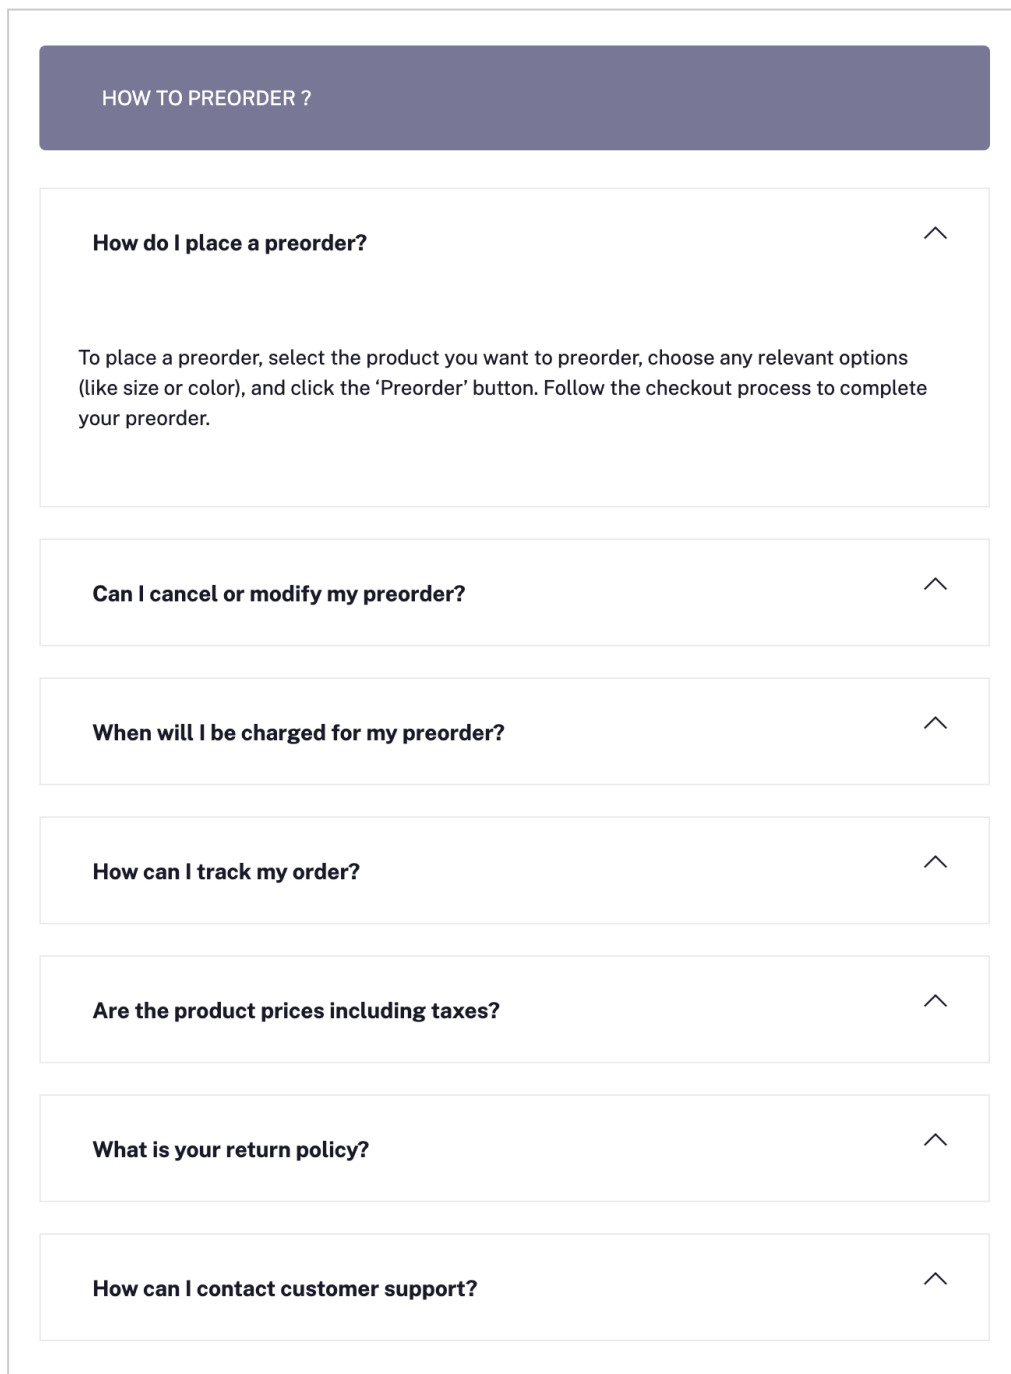 HOW TO PREORDER ?
How do I place a preorder?
To place a preorder, select the product you want to preorder, choose any relevant options
(like size or color), and click the ‘Preorder’ button. Follow the checkout process to complete
your preorder.
Can I cancel or modify my preorder?
When will I be charged for my preorder?
How can I track my order?
Are the product prices including taxes?
What is your return policy?
How can I contact customer support?